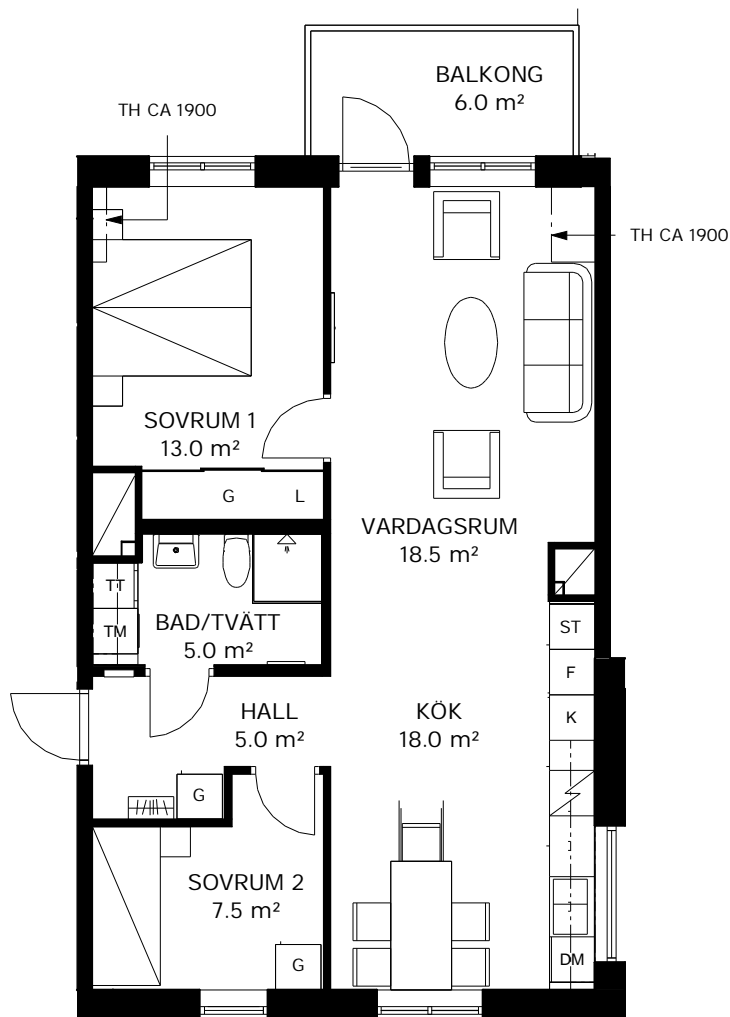 BALKONG
6.0 m²
TH CA 1900
TH CA 1900
SOVRUM 1
13.0 m²
G
L
VARDAGSRUM
18.5 m²
TT
TM
BAD/TVÄTT
5.0 m²
ST
F
K
HALL
5.0 m²
KÖK
18.0 m²
G
SOVRUM 2
7.5 m²
G
DM